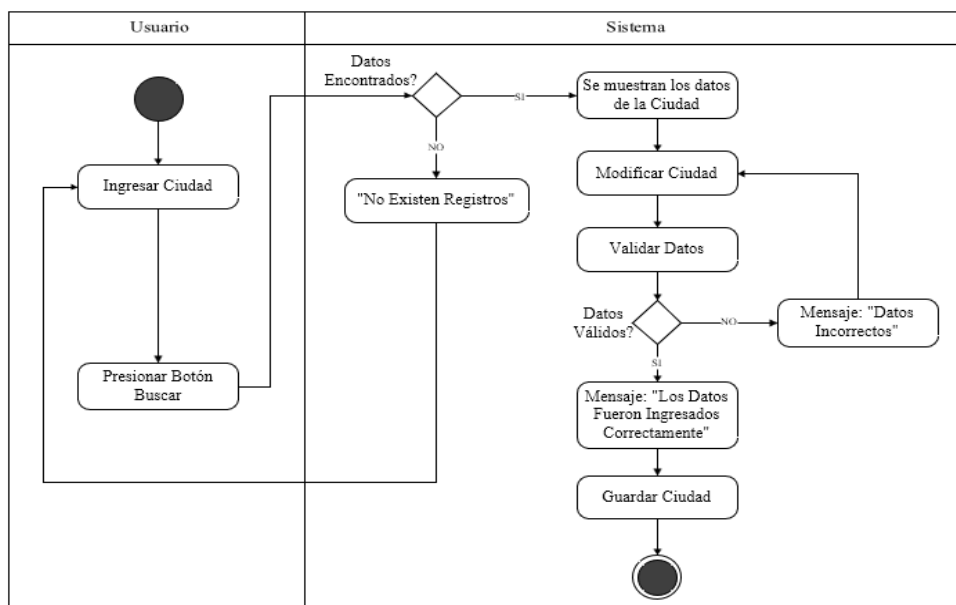 Usuario
Sistema
Datos
Encontrados?
SI
Se muestran los datos
de la Ciudad
NO
Ingresar Ciudad
"No Existen Registros"
Modificar Ciudad
Validar Datos
Datos
Válidos?
NO
Mensaje: "Datos
Incorrectos"
SI
Presionar Botón
Buscar
Mensaje: "Los Datos
Fueron Ingresados
Correctamente"
Guardar Ciudad